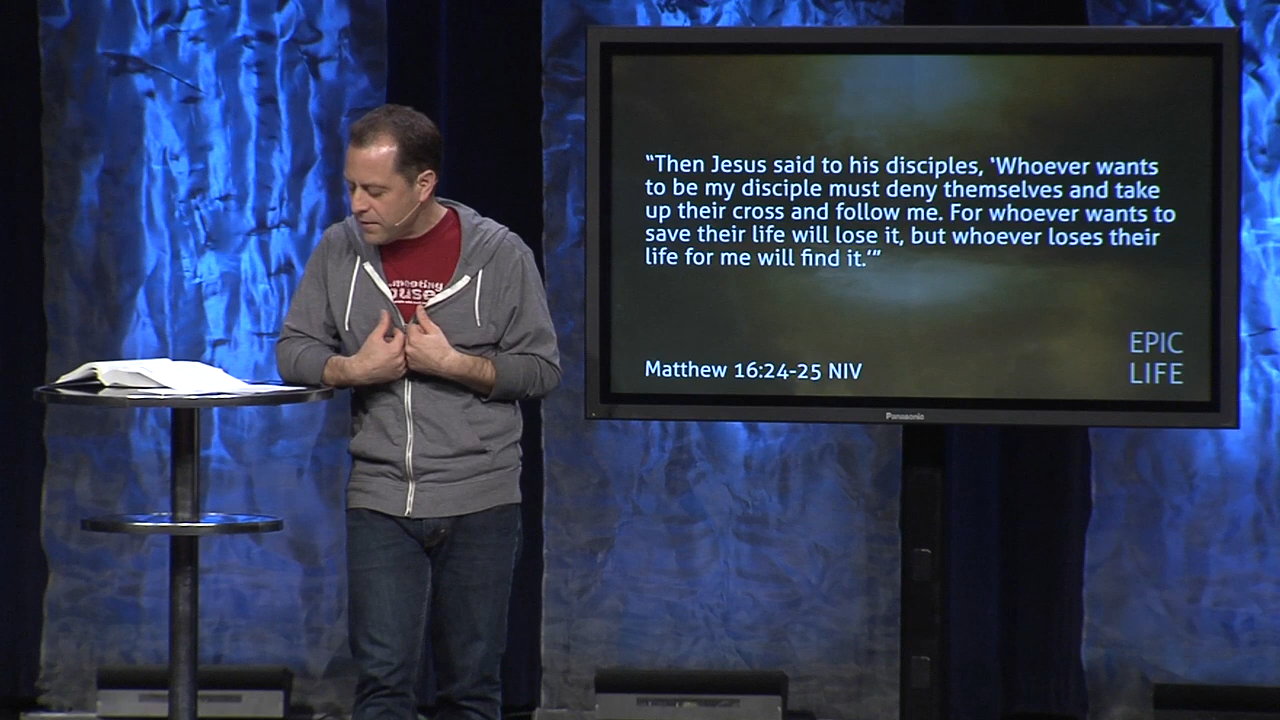 “Then Jesus said to his disciples, ‘Whoever wants
to be my disciple must deny themselves and take
up their cross and follow me. For whoever wants to
save their life will lose it, but whoever loses their
life for me will find it.’”
Matthew 16:24-25 NIV
EPIC
LIFE
Panasonic
meeting